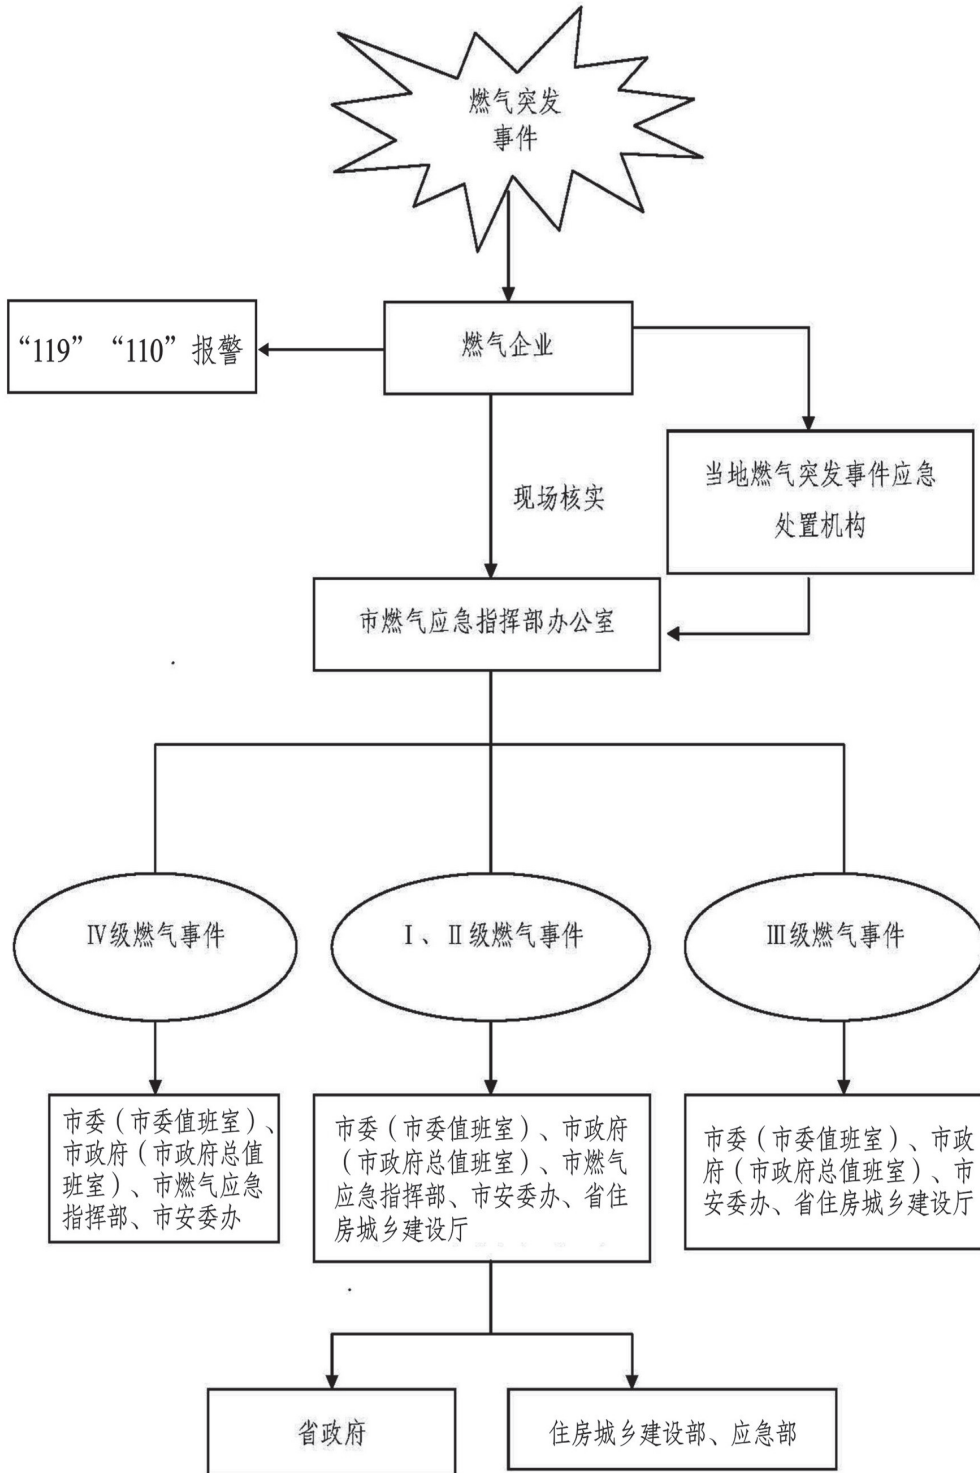 燃气突发
事件
“119” “110” 报警
燃气企业
当地燃气突发事件应急
处置机构
现场核实
市燃气应急指挥部办公室
Ⅳ级燃气事件
Ⅰ、Ⅱ级燃气事件
Ⅲ级燃气事件
市委（市委值班室）、
市政府（市政府总值
班室）、市燃气应急
指挥部、市安委办
市委（市委值班室）、市政府
（市政府总值班室）、市燃气
应急指挥部、市安委办、省住
房城乡建设厅
市委（市委值班室）、市政
府（市政府总值班室）、市
安委办、省住房城乡建设厅
省政府
住房城乡建设部、应急部